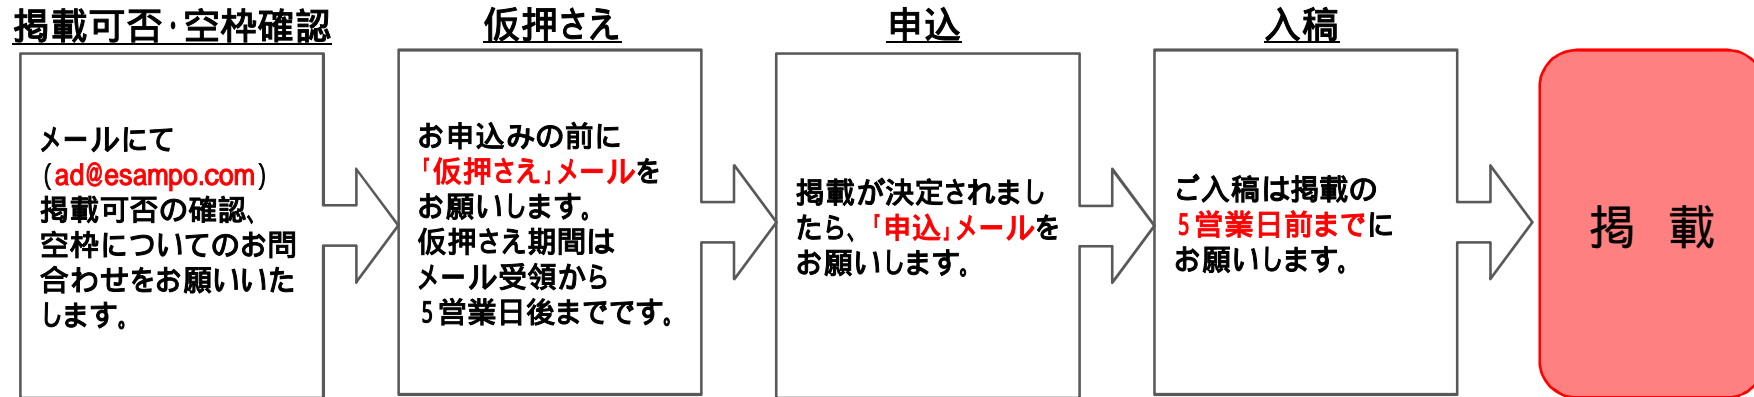 掲載可否・空枠確認
メールにて
(ad@esampo.com)
掲載可否の確認、
空枠についてのお問
合わせをお願いいた
します。
仮押さえ
お申込みの前に
「仮押さえ」メールを
お願いします。
仮押さえ期間は
メール受領から
5営業日後までです。
申込
掲載が決定されまし
たら、「申込」メールを
お願いします。
入稿
ご入稿は掲載の
5営業日前までに
お願いします。
掲 載